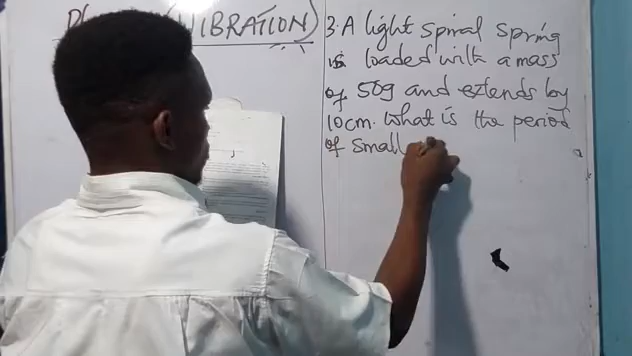 (VIBRATION)
3. A light spiral spring
is loaded with a mass
of 50g and extends by
10cm. What is the period
of small